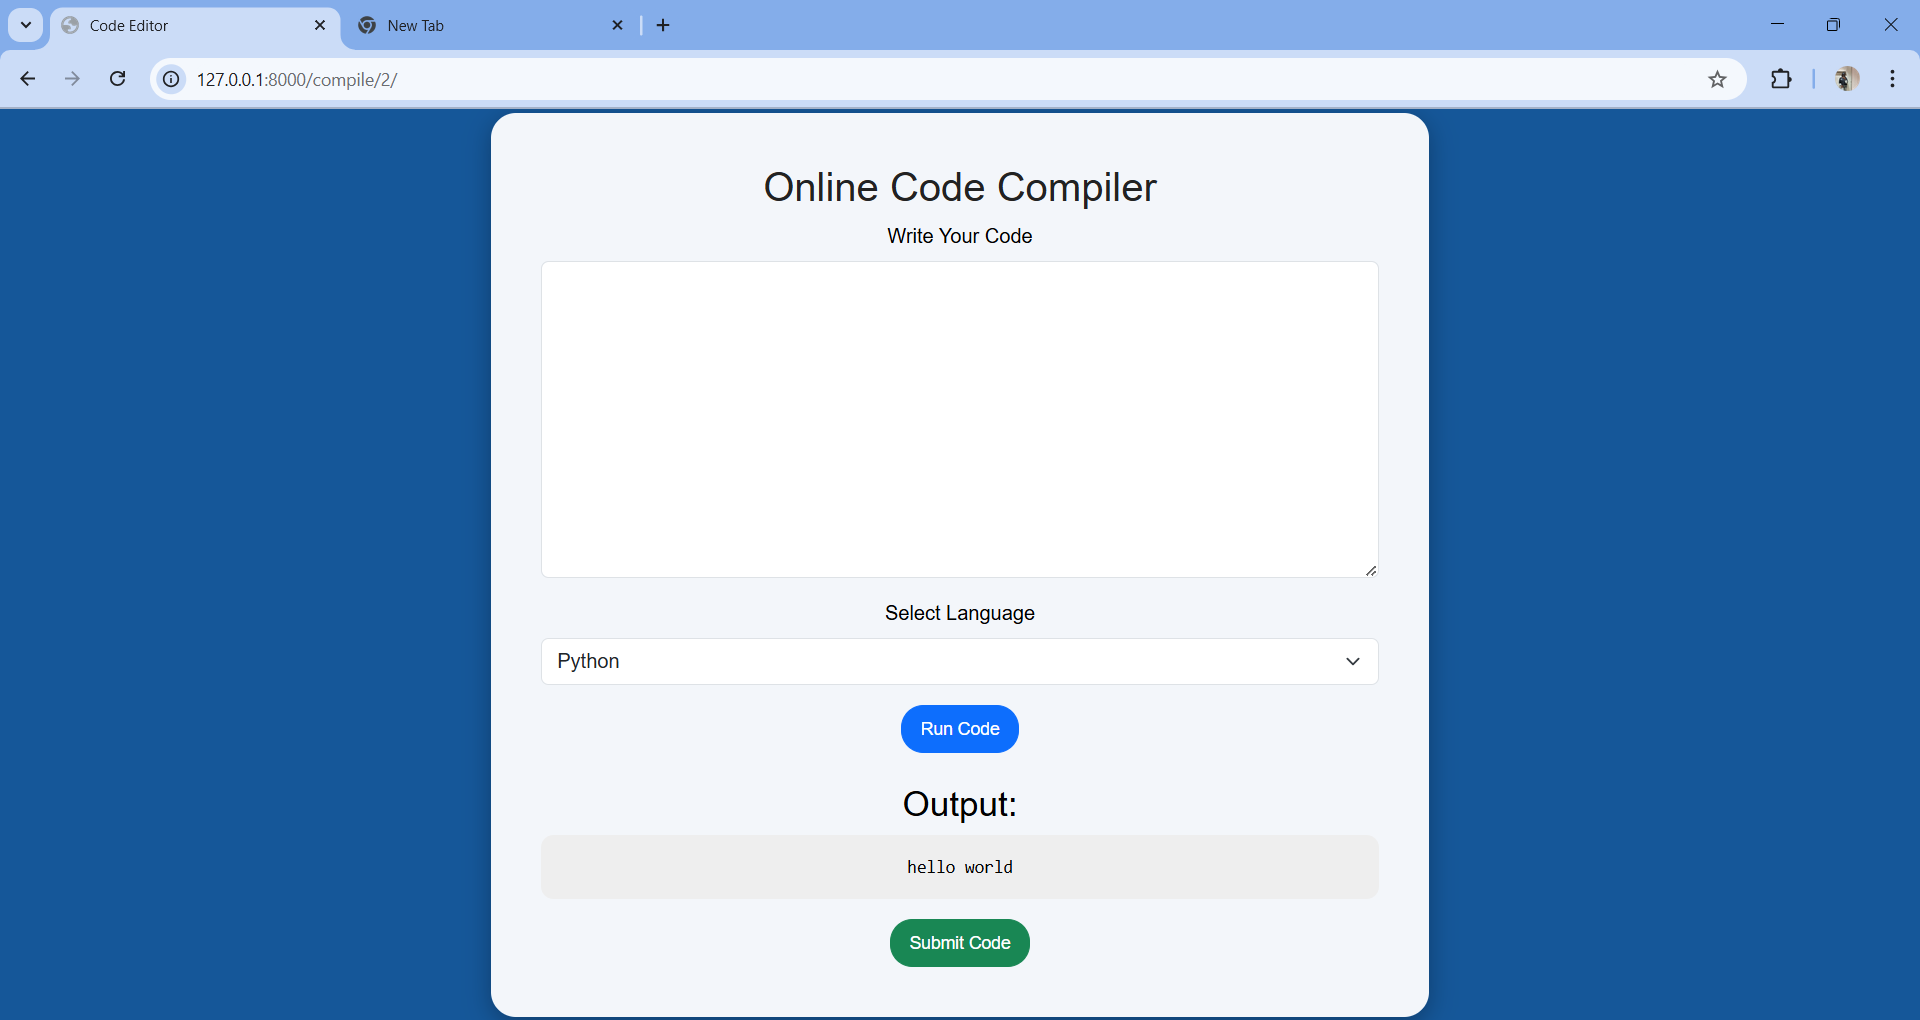 Code Editor
New Tab
127.0.0.1:8000/compile/2/
Online Code Compiler
Write Your Code
Select Language
Python
Run Code
Output:
hello world
Submit Code